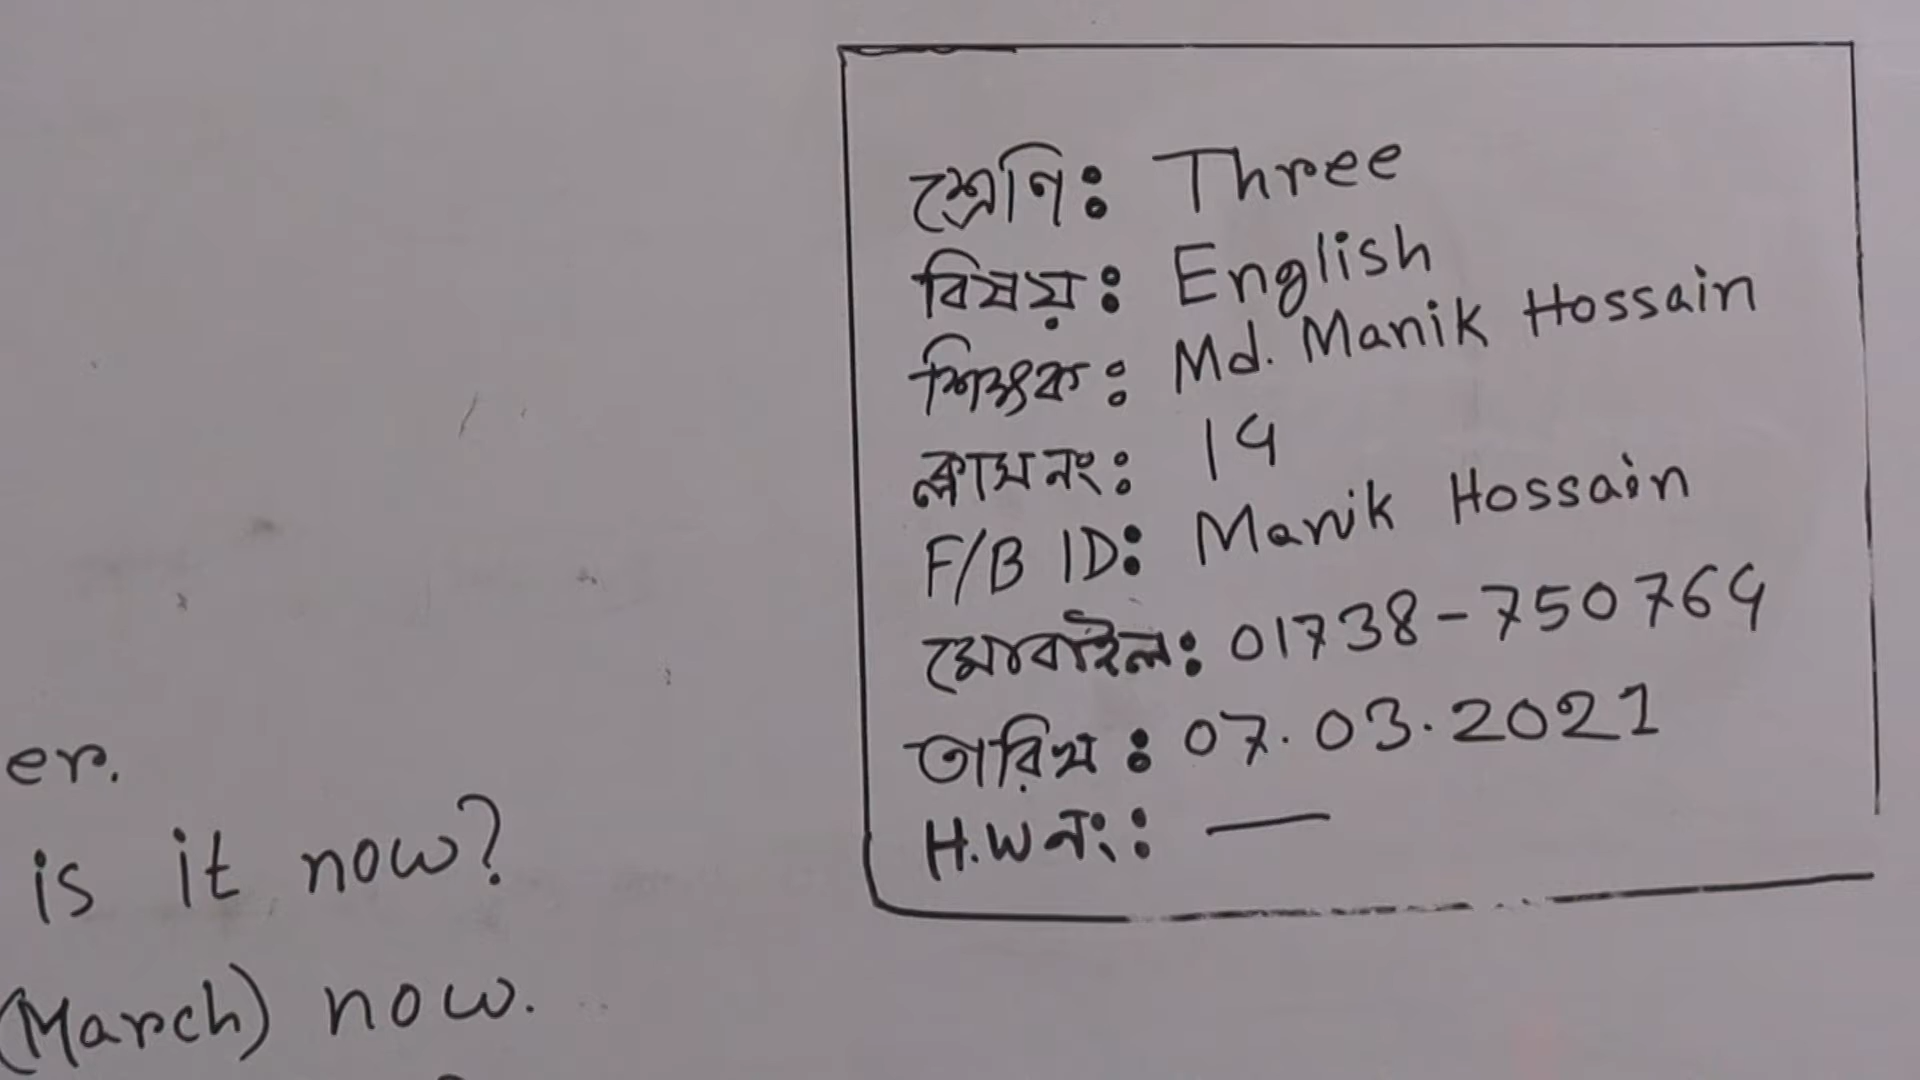 শ্রেণি: Three
বিষয়: English
শিক্ষক: Md. Manik Hossain
ক্লাস নং: 14
F/B ID: Manik Hossain
মোবাইল: 01738-750764
তারিখ: 07.03.2021
H.W নং: —
er.
is it now?
(March) now.